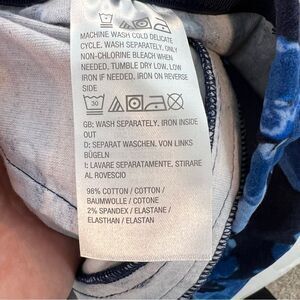 MACHINE WASH COLD DELICATE
CYCLE. WASH SEPARATELY. ONLY
NON-CHLORINE BLEACH WHEN
NEEDED. TUMBLE DRY LOW. LOW
IRON IF NEEDED. IRON ON REVERSE
SIDE
30
GB: WASH SEPARATELY. IRON INSIDE
OUT
D: SEPARAT WASCHEN. VON LINKS
BÜGELN
I: LAVARE SEPARATAMENTE. STIRARE
AL ROVESCIO
98% COTTON / COTTON /
BAUMWOLLE / COTONE
2% SPANDEX / ELASTANE /
ELASTHAN / ELASTAN